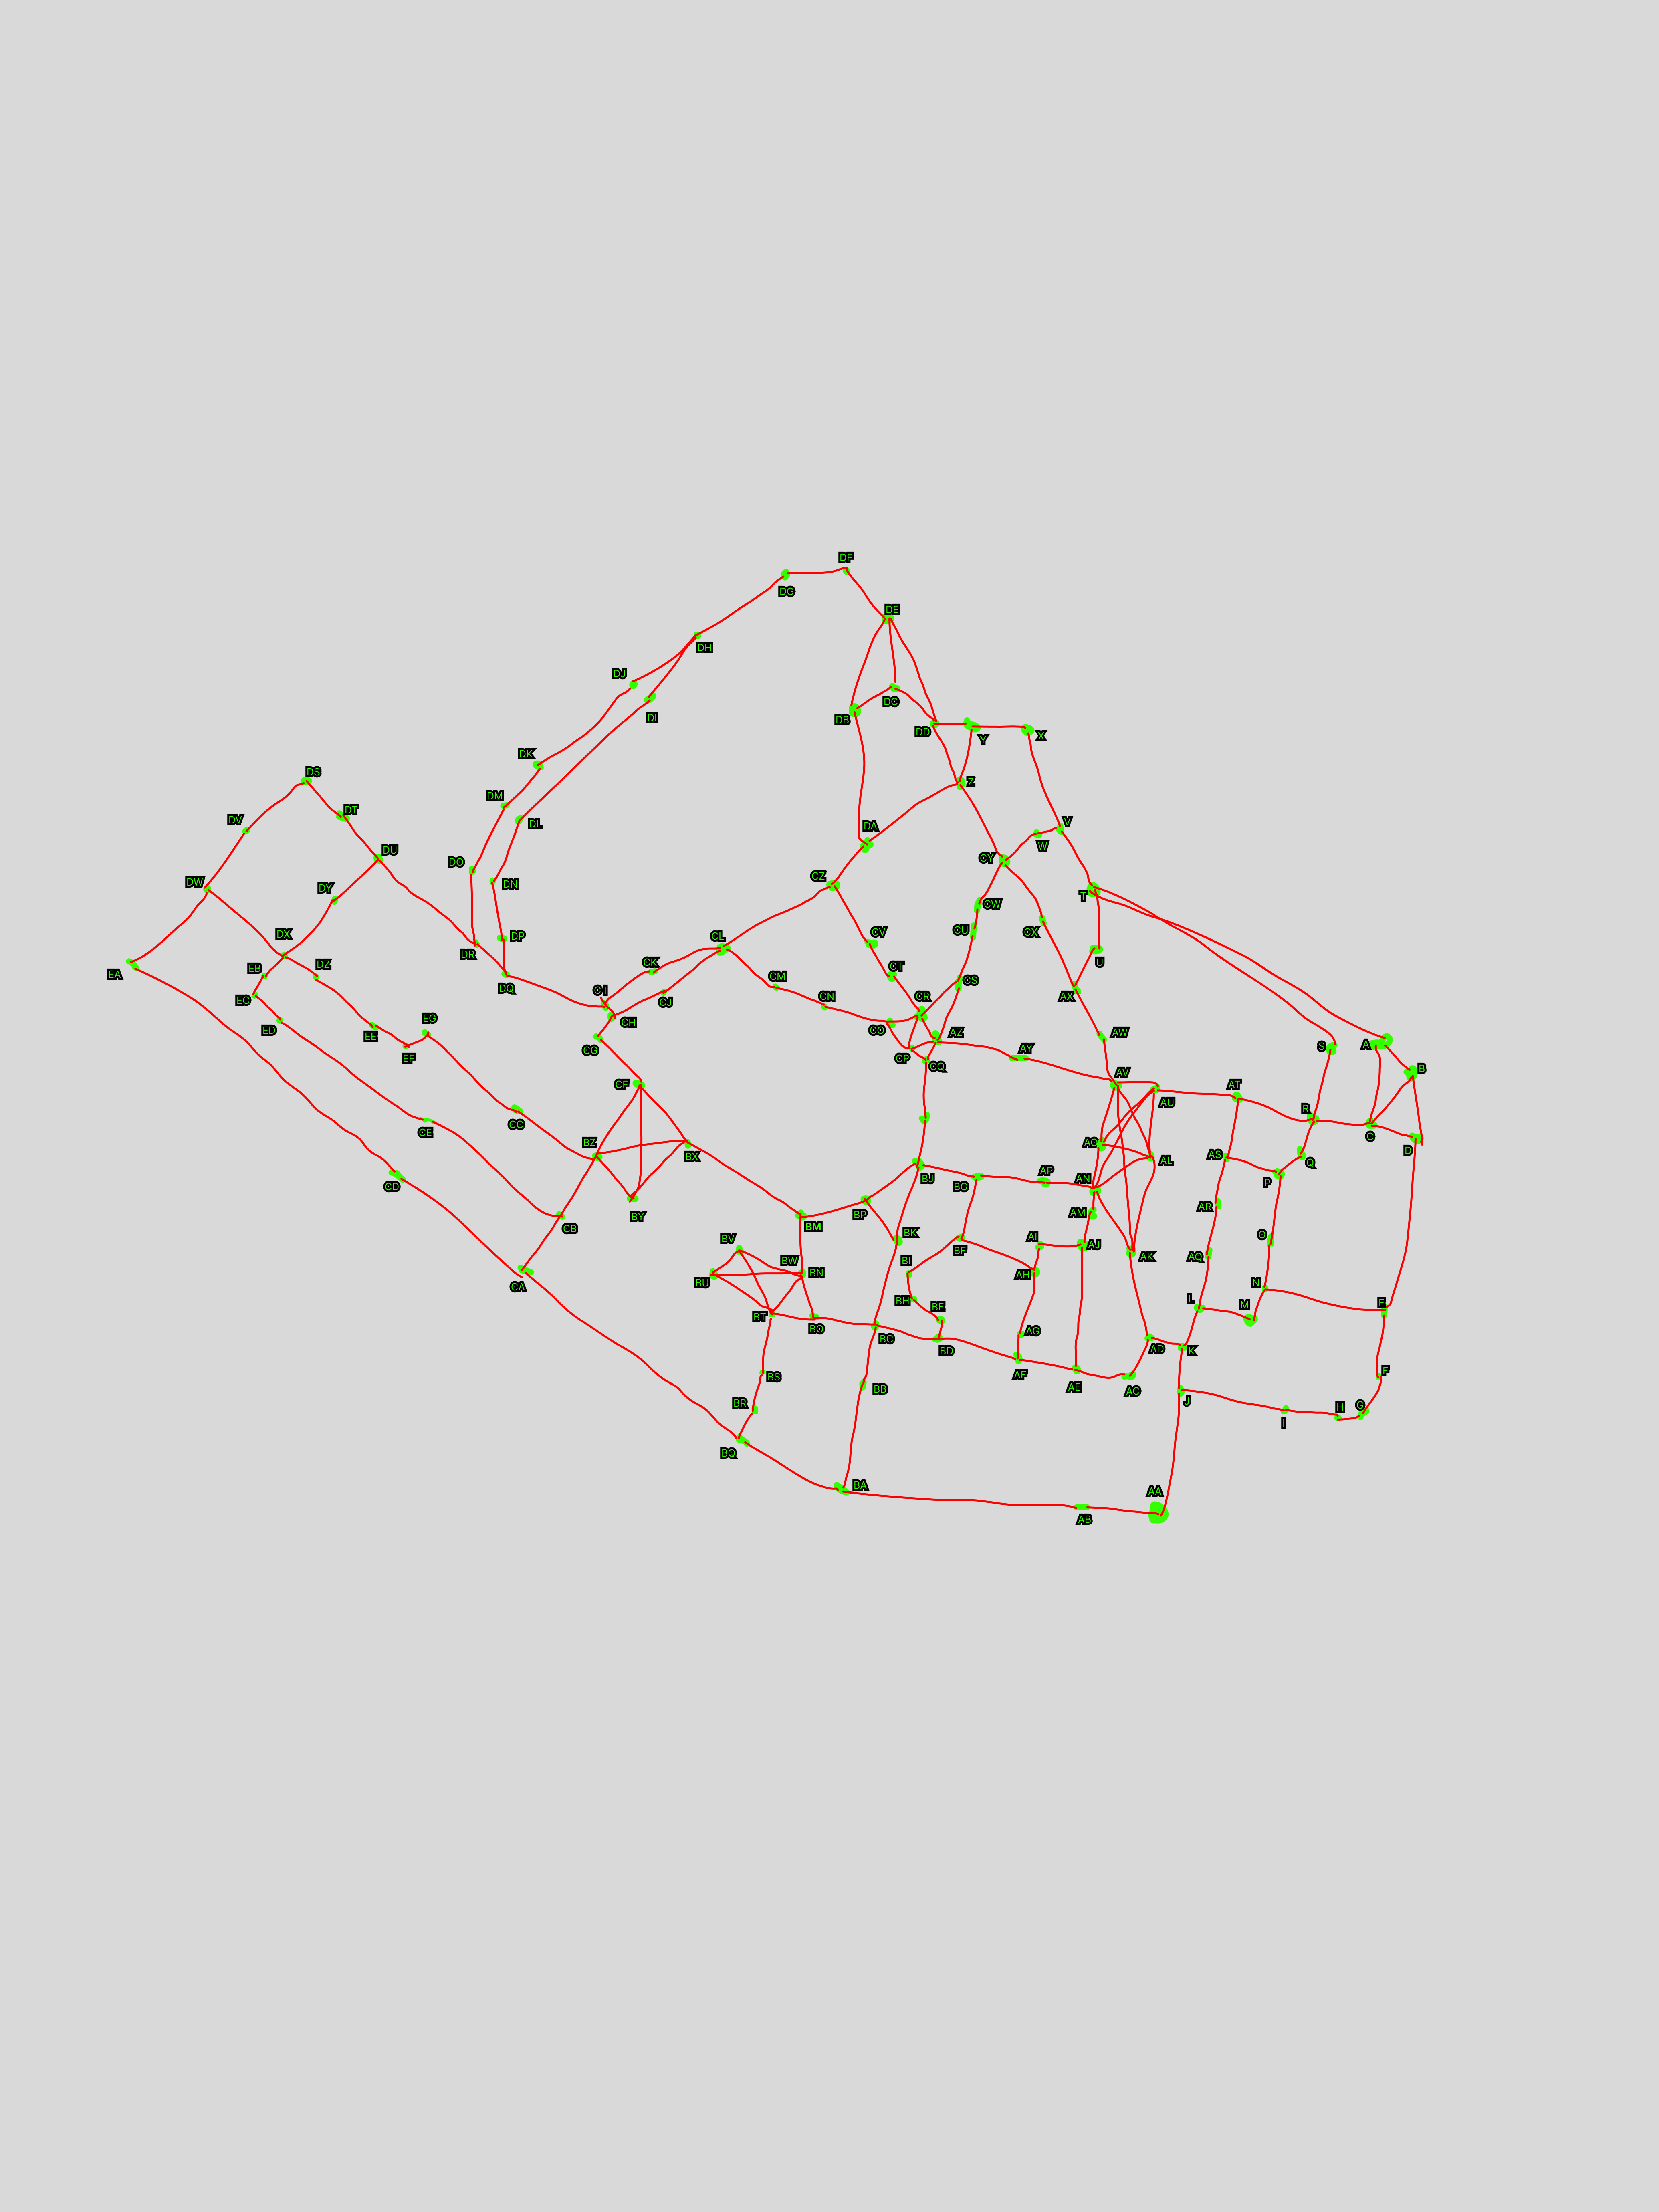 DF
DG
DE
DH
DJ
DC
DI
DB
DD
Y
X
DK
DS
Z
DM
DT
DV
DL
DA
V
W
DU
CY
DO
CZ
DW
DY
DN
T
CW
CV
CU
CX
DX
DP
CL
DR
U
CK
DZ
CT
EB
EA
CS
DQ
CI
CJ
CM
AX
CN
CR
EC
EG
CH
ED
CO
AZ
AW
EE
A
S
CG
AY
EF
CP
CQ
B
AV
CF
AT
AU
R
CC
CE
C
BZ
AO
D
BX
AS
AL
Q
AP
BJ
AN
P
CD
BG
BP
AR
AM
BY
BM
CB
BK
O
BV
AI
BF
AJ
AK
AQ
BW
BI
BN
AH
BU
N
CA
L
BH
E
M
BE
BT
BO
AG
BC
BD
AD
K
F
BS
AF
AE
BB
AC
J
BR
G
H
I
BQ
BA
AA
AB